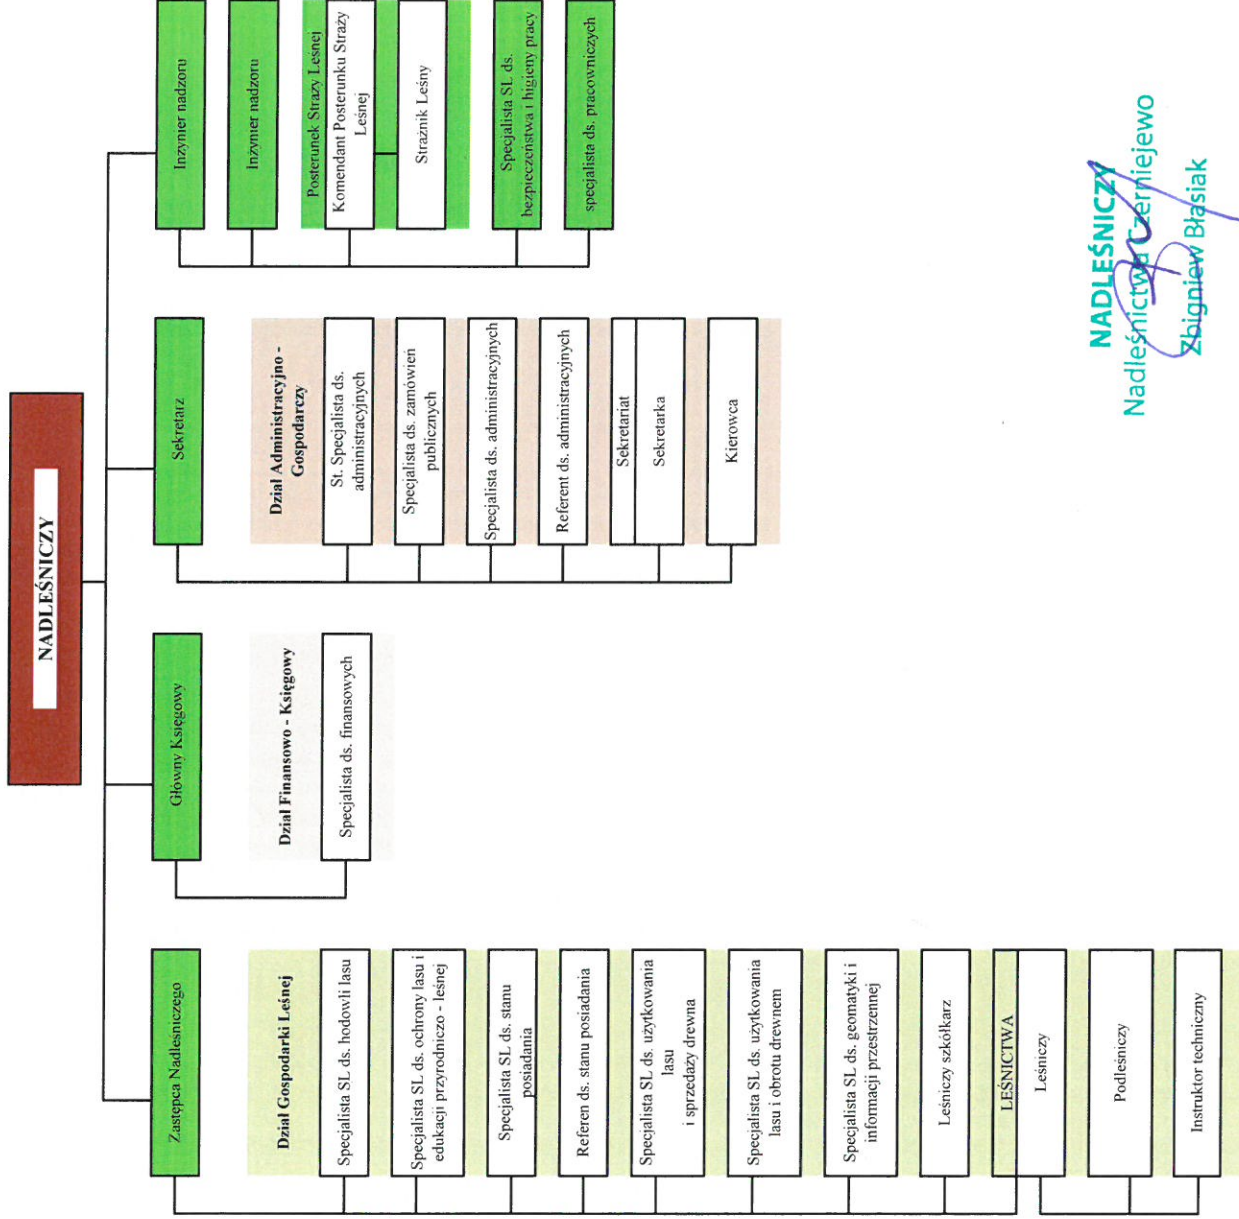 NADLEŚNICZY
Zastępca Nadleśniczego
Dział Gospodarki Leśnej
Specjalista SL ds. hodowli lasu
Specjalista SL ds. ochrony lasu i
edukacji przyrodniczo - leśnej
Specjalista SL ds. stanu
posiadania
Referen ds. stanu posiadania
Specjalista SL ds. użytkowania
lasu
i sprzedaży drewna
Specjalista SL ds. użytkowania
lasu i obrotu drewnem
Specjalista SL ds. geomatyki i
informacji przestrzennej
Leśniczy szkółkarz
LEŚNICTWA
Leśniczy
Podleśniczy
Instruktor techniczny
Główny Księgowy
Dział Finansowo - Księgowy
Specjalista ds. finansowych
Sekretarz
Dział Administracyjno -
Gospodarczy
St. Specjalista ds.
administracyjnych
Specjalista ds. zamówień
publicznych
Specjalista ds. administracyjnych
Referent ds. administracyjnych
Sekretariat
Sekretarka
Kierowca
Inżynier nadzoru
Inżynier nadzoru
Posterunek Straży Leśnej
Komendant Posterunku Straży
Leśnej
Strażnik Leśny
Specjalista SL ds.
bezpieczeństwa i higieny pracy
specjalista ds. pracowniczych
NADLEŚNICZY
Nadleśnictwa Czerniejewo
Zbigniew Błasiak